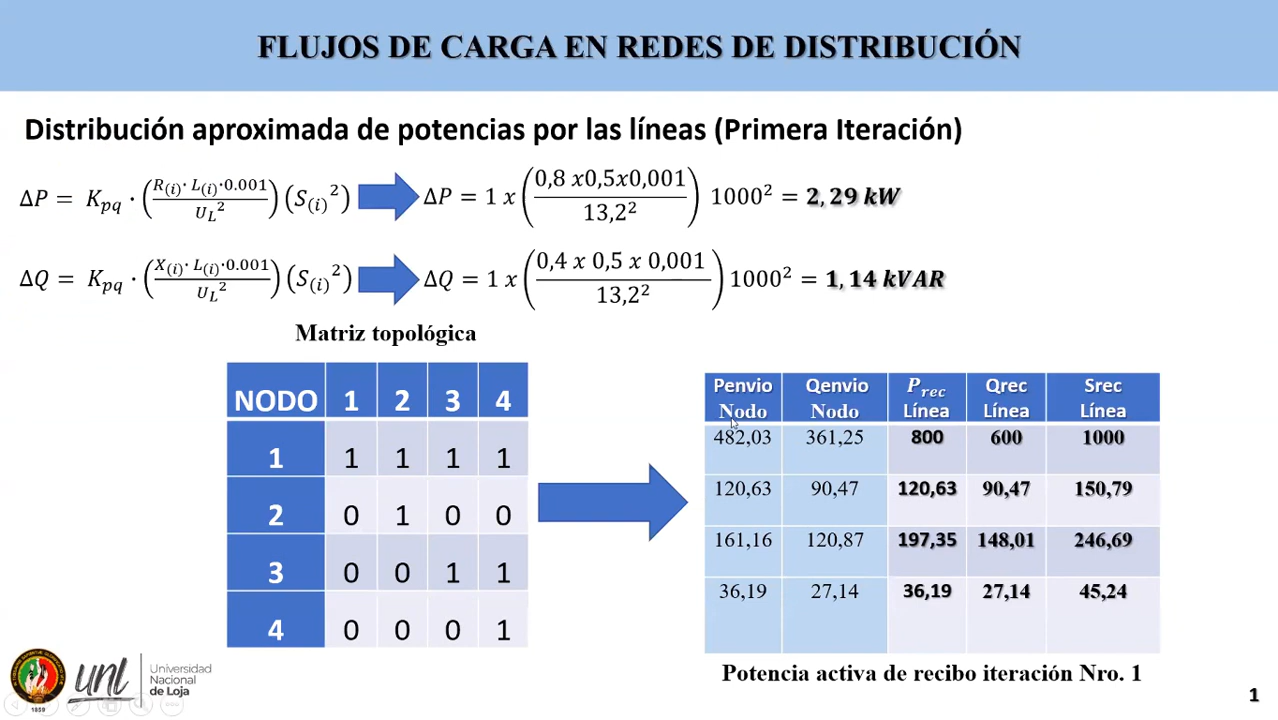 FLUJOS DE CARGA EN REDES DE DISTRIBUCIÓN
Distribución aproximada de potencias por las líneas (Primera Iteración)
ΔP = K_pq · (R_(i) · L_(i) · 0.001 / U_L²) (S_(i)²) ΔP = 1 x (0,8 x0,5x0,001 / 13,2²) 1000² = 2,29 kW
ΔQ = K_pq · (X_(i) · L_(i) · 0.001 / U_L²) (S_(i)²) ΔQ = 1 x (0,4 x 0,5 x 0,001 / 13,2²) 1000² = 1,14 kVAR
Matriz topológica
NODO 1 2 3 4
1 1 1 1 1
2 0 1 0 0
3 0 0 1 1
4 0 0 0 1
Penvio Qenvio P_rec Qrec Srec
Nodo Nodo Línea Línea Línea
482,03 361,25 800 600 1000
120,63 90,47 120,63 90,47 150,79
161,16 120,87 197,35 148,01 246,69
36,19 27,14 36,19 27,14 45,24
Potencia activa de recibo iteración Nro. 1
1859
unl
Universidad
Nacional
de Loja
1